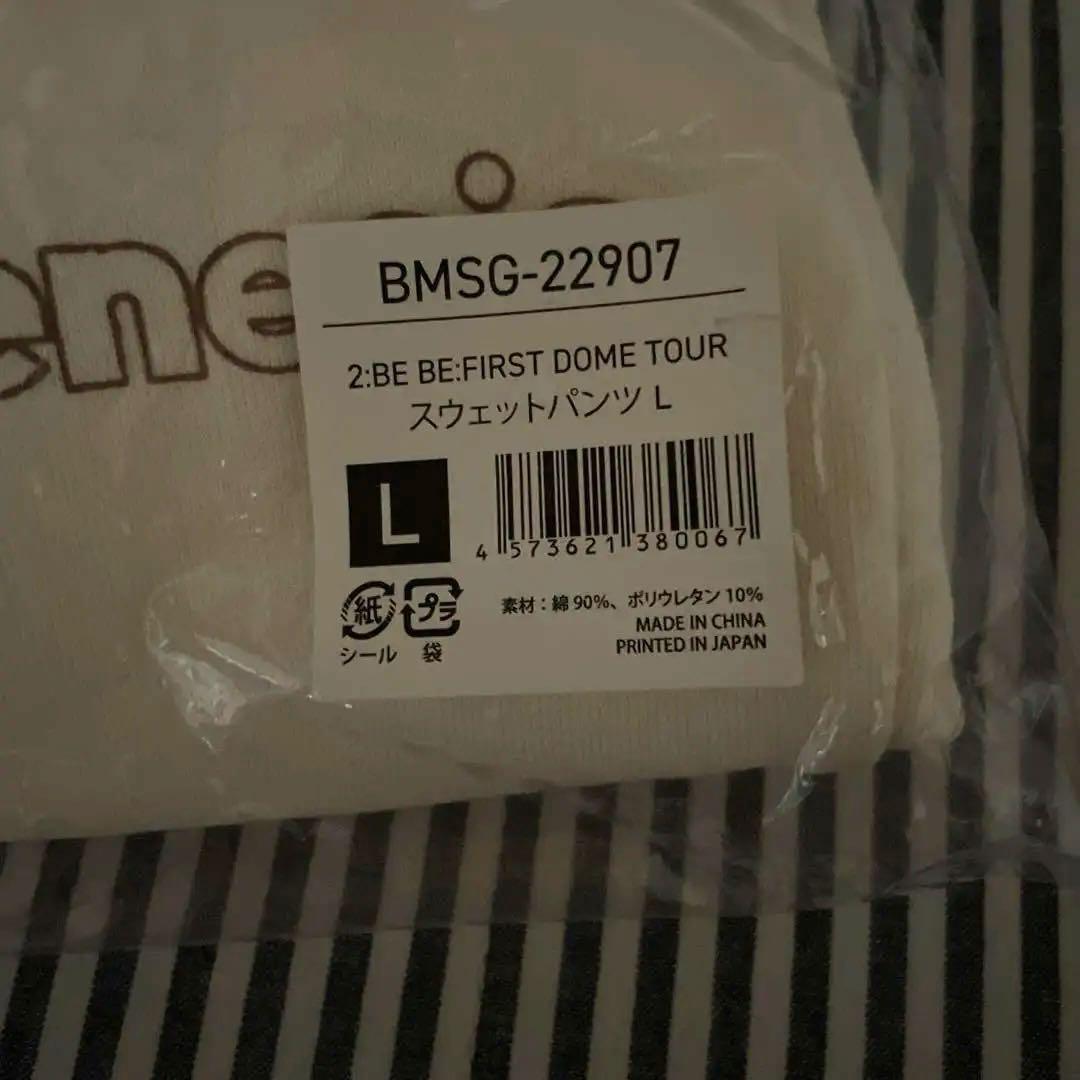 BMSG-22907
2:BE BE:FIRST DOME TOUR
スウェットパンツ L
L
4 573621 380067
紙 プラ
シール 袋
素材：綿 90%、ポリウレタン 10%
MADE IN CHINA
PRINTED IN JAPAN